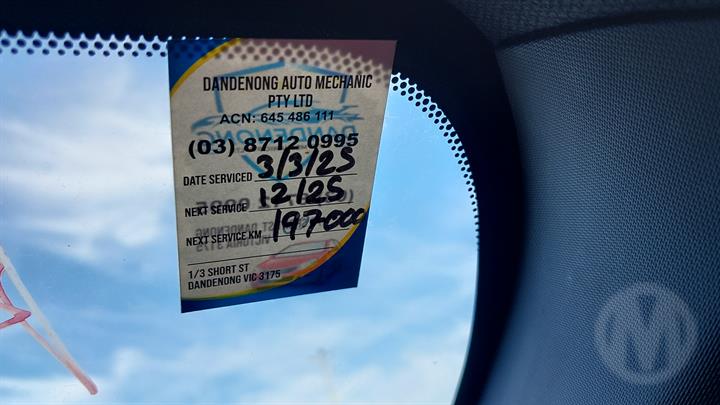 DANDENONG AUTO MECHANIC
PTY LTD
ACN: 645 486 111
(03) 8712 0995
DATE SERVICED 3/3/25
NEXT SERVICE 12/25
NEXT SERVICE KM 197000
1/3 SHORT ST
DANDENONG VIC 3175
M